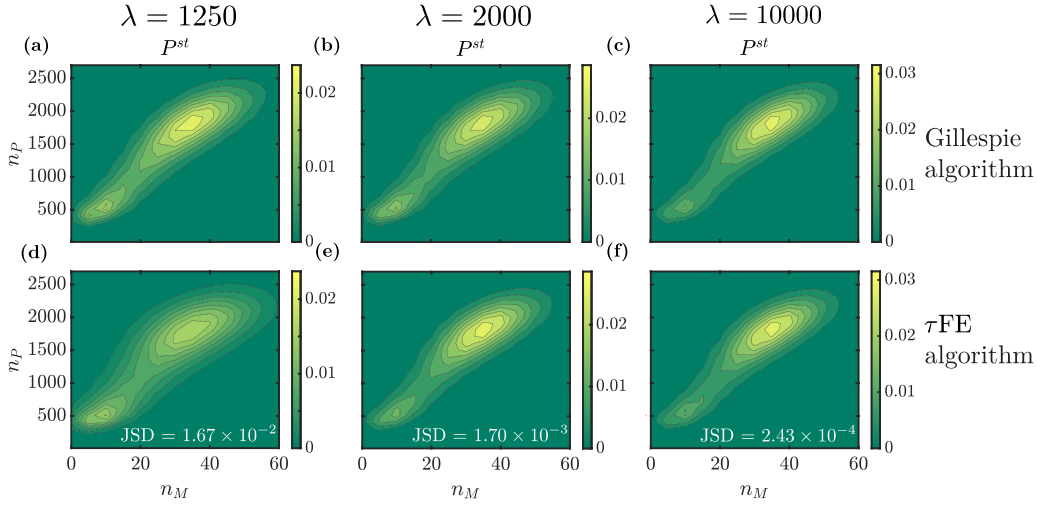 λ = 1250
λ = 2000
λ = 10000
(a)
P^{st}
(b)
P^{st}
(c)
P^{st}
2500
2000
1500
1000
500
n_P
0.02
0.01
0
0.02
0.01
0
0.03
0.02
0.01
0
Gillespie
algorithm
(d)
(e)
(f)
2500
2000
1500
1000
500
n_P
0.02
0.01
0
0.02
0.01
0
0.03
0.02
0.01
0
τFE
algorithm
JSD = 1.67 × 10^{-2}
JSD = 1.70 × 10^{-3}
JSD = 2.43 × 10^{-4}
0 20 40 60
0 20 40 60
0 20 40 60
n_M
n_M
n_M